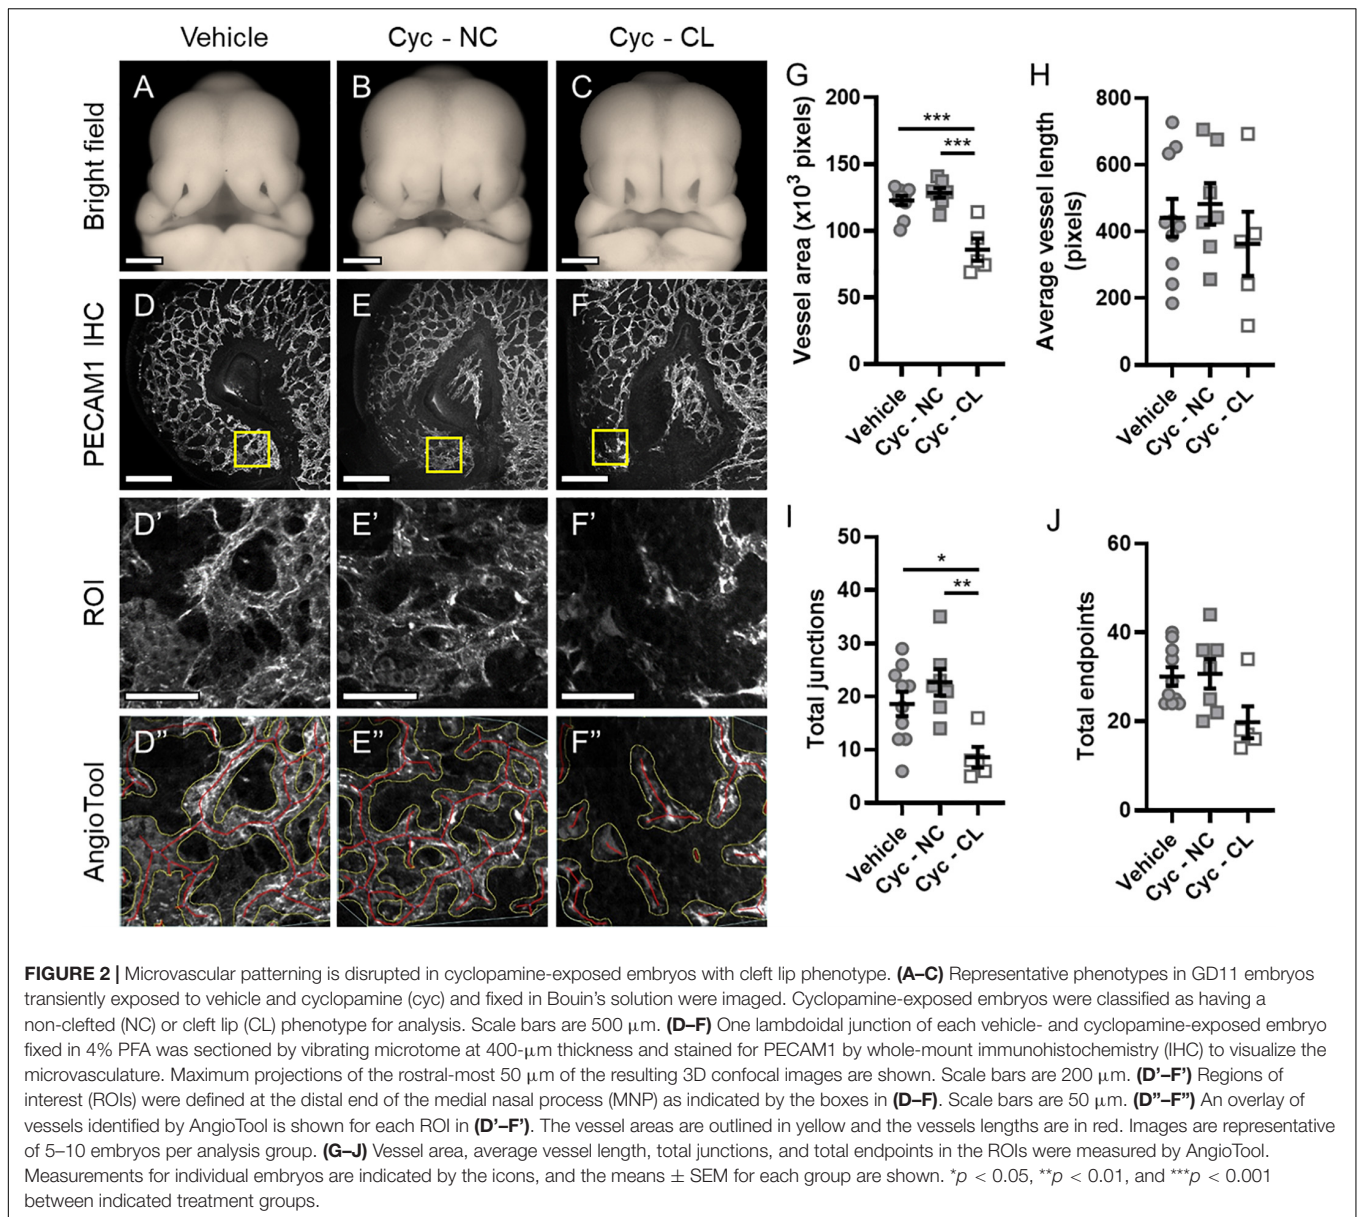 Vehicle
Cyc - NC
Cyc - CL
Bright field
A
B
C
PECAM1 IHC
D
E
F
ROI
D'
E'
F'
AngioTool
D"
E"
F"
G
Vessel area (x10³ pixels)
200
150
100
50
0
***
***
Vehicle
Cyc - NC
Cyc - CL
H
Average vessel length
(pixels)
800
600
400
200
0
Vehicle
Cyc - NC
Cyc - CL
I
Total junctions
50
40
30
20
10
0
*
**
Vehicle
Cyc - NC
Cyc - CL
J
Total endpoints
60
40
20
0
Vehicle
Cyc - NC
Cyc - CL
FIGURE 2 | Microvascular patterning is disrupted in cyclopamine-exposed embryos with cleft lip phenotype. (A–C) Representative phenotypes in GD11 embryos
transiently exposed to vehicle and cyclopamine (cyc) and fixed in Bouin's solution were imaged. Cyclopamine-exposed embryos were classified as having a
non-clefted (NC) or cleft lip (CL) phenotype for analysis. Scale bars are 500 μm. (D–F) One lambdoidal junction of each vehicle- and cyclopamine-exposed embryo
fixed in 4% PFA was sectioned by vibrating microtome at 400-μm thickness and stained for PECAM1 by whole-mount immunohistochemistry (IHC) to visualize the
microvasculature. Maximum projections of the rostral-most 50 μm of the resulting 3D confocal images are shown. Scale bars are 200 μm. (D'–F') Regions of
interest (ROIs) were defined at the distal end of the medial nasal process (MNP) as indicated by the boxes in (D–F). Scale bars are 50 μm. (D"–F") An overlay of
vessels identified by AngioTool is shown for each ROI in (D'–F'). The vessel areas are outlined in yellow and the vessels lengths are in red. Images are representative
of 5–10 embryos per analysis group. (G–J) Vessel area, average vessel length, total junctions, and total endpoints in the ROIs were measured by AngioTool.
Measurements for individual embryos are indicated by the icons, and the means ± SEM for each group are shown. *p < 0.05, **p < 0.01, and ***p < 0.001
between indicated treatment groups.